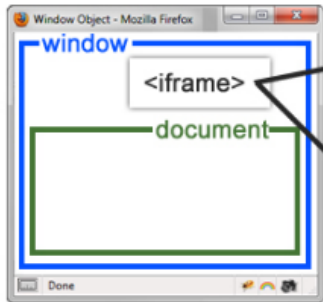 Window Object - Mozilla Firefox
window
<iframe>
document
Done